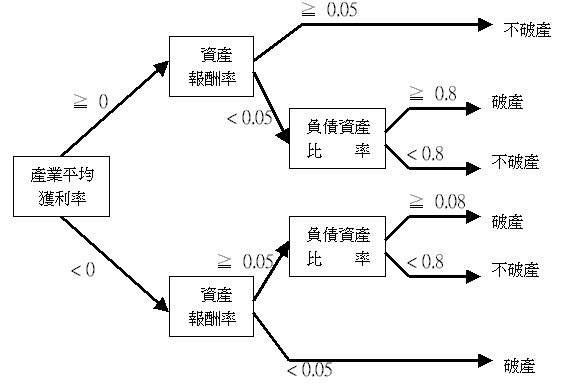 ≧ 0.05
不破產
資產
報酬率
≧ 0
< 0.05
≧ 0.8
破產
負債資產
比 率
< 0.8
不破產
產業平均
獲利率
≧ 0.08
破產
負債資產
比 率
< 0.8
不破產
< 0
≧ 0.05
資產
報酬率
< 0.05
破產